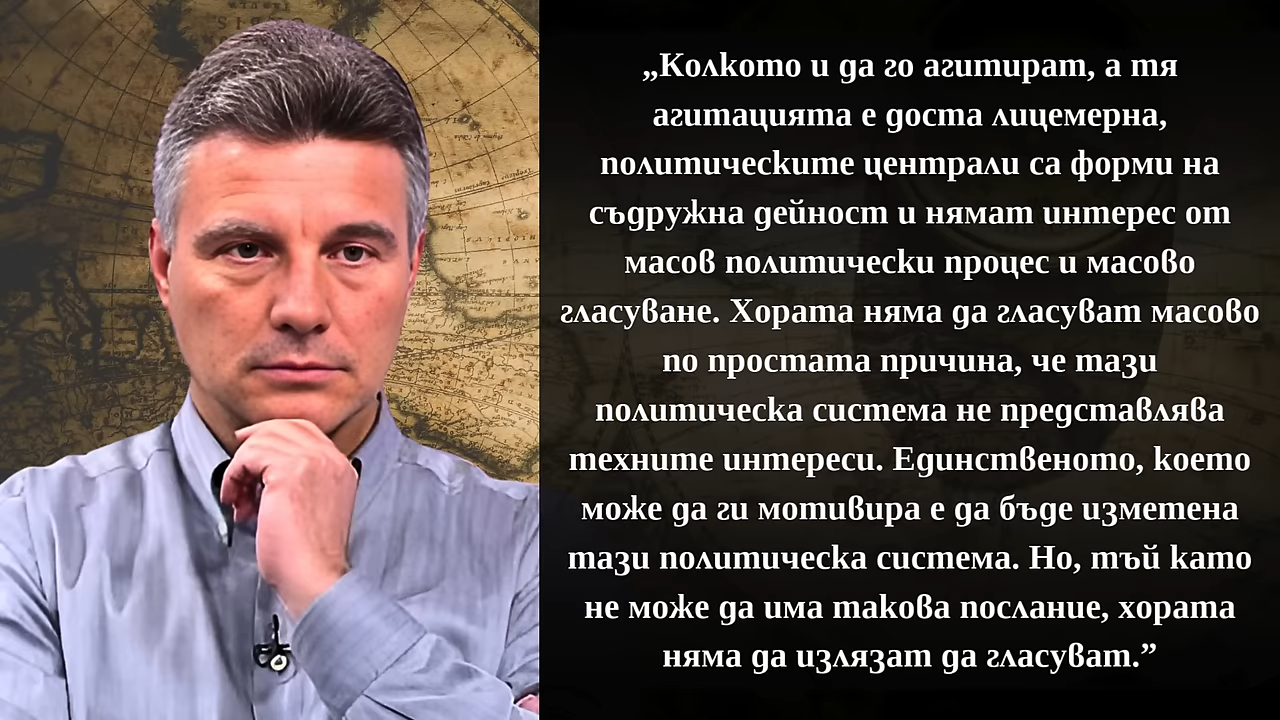 „Колкото и да го агитират, а тя
агитацията е доста лицемерна,
политическите централи са форми на
съдружна дейност и нямат интерес от
масов политически процес и масово
гласуване. Хората няма да гласуват масово
по простата причина, че тази
политическа система не представлява
техните интереси. Единственото, което
може да ги мотивира е да бъде изметена
тази политическа система. Но, тъй като
не може да има такова послание, хората
няма да излязат да гласуват.”